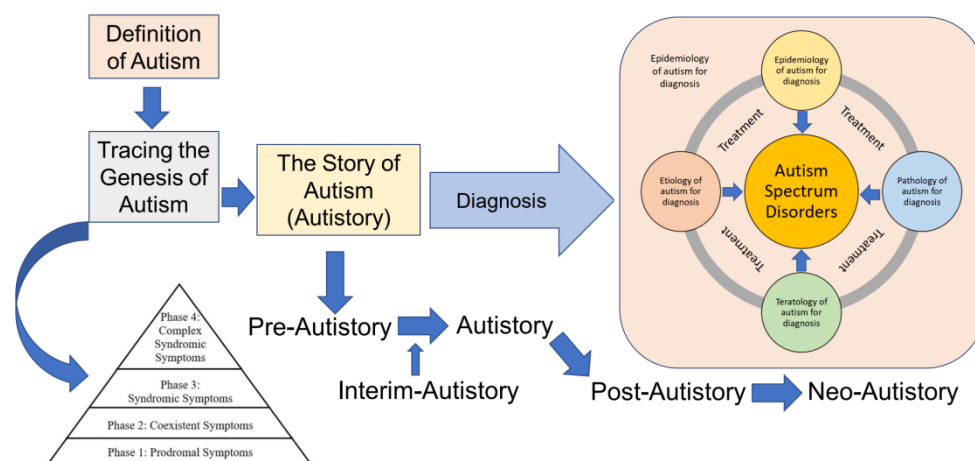 Definition
of Autism
Tracing the
Genesis of
Autism
The Story of
Autism
(Autistory)
Diagnosis
Epidemiology
of autism for
diagnosis
Epidemiology
of autism for
diagnosis
Treatment
Treatment
Etiology of
autism for
diagnosis
Autism
Spectrum
Disorders
Pathology of
autism for
diagnosis
Treatment
Treatment
Teratology of
autism for
diagnosis
Phase 4:
Complex
Syndromic
Symptoms
Phase 3:
Syndromic Symptoms
Phase 2: Coexistent Symptoms
Phase 1: Prodromal Symptoms
Pre-Autistory
Autistory
Interim-Autistory
Post-Autistory
Neo-Autistory